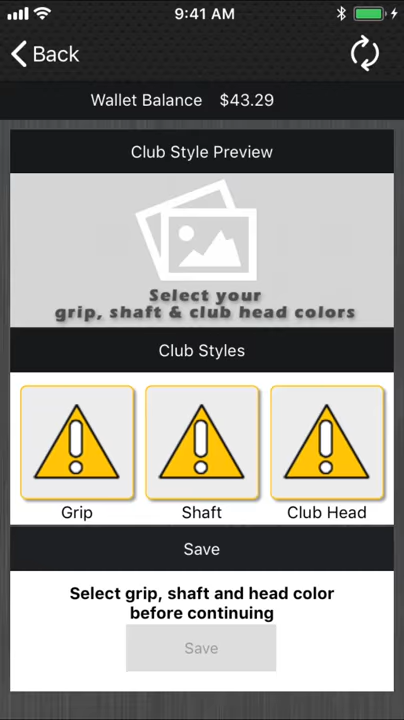 9:41 AM
Back
Wallet Balance $43.29
Club Style Preview
Select your
grip, shaft & club head colors
Club Styles
Grip Shaft Club Head
Save
Select grip, shaft and head color
before continuing
Save